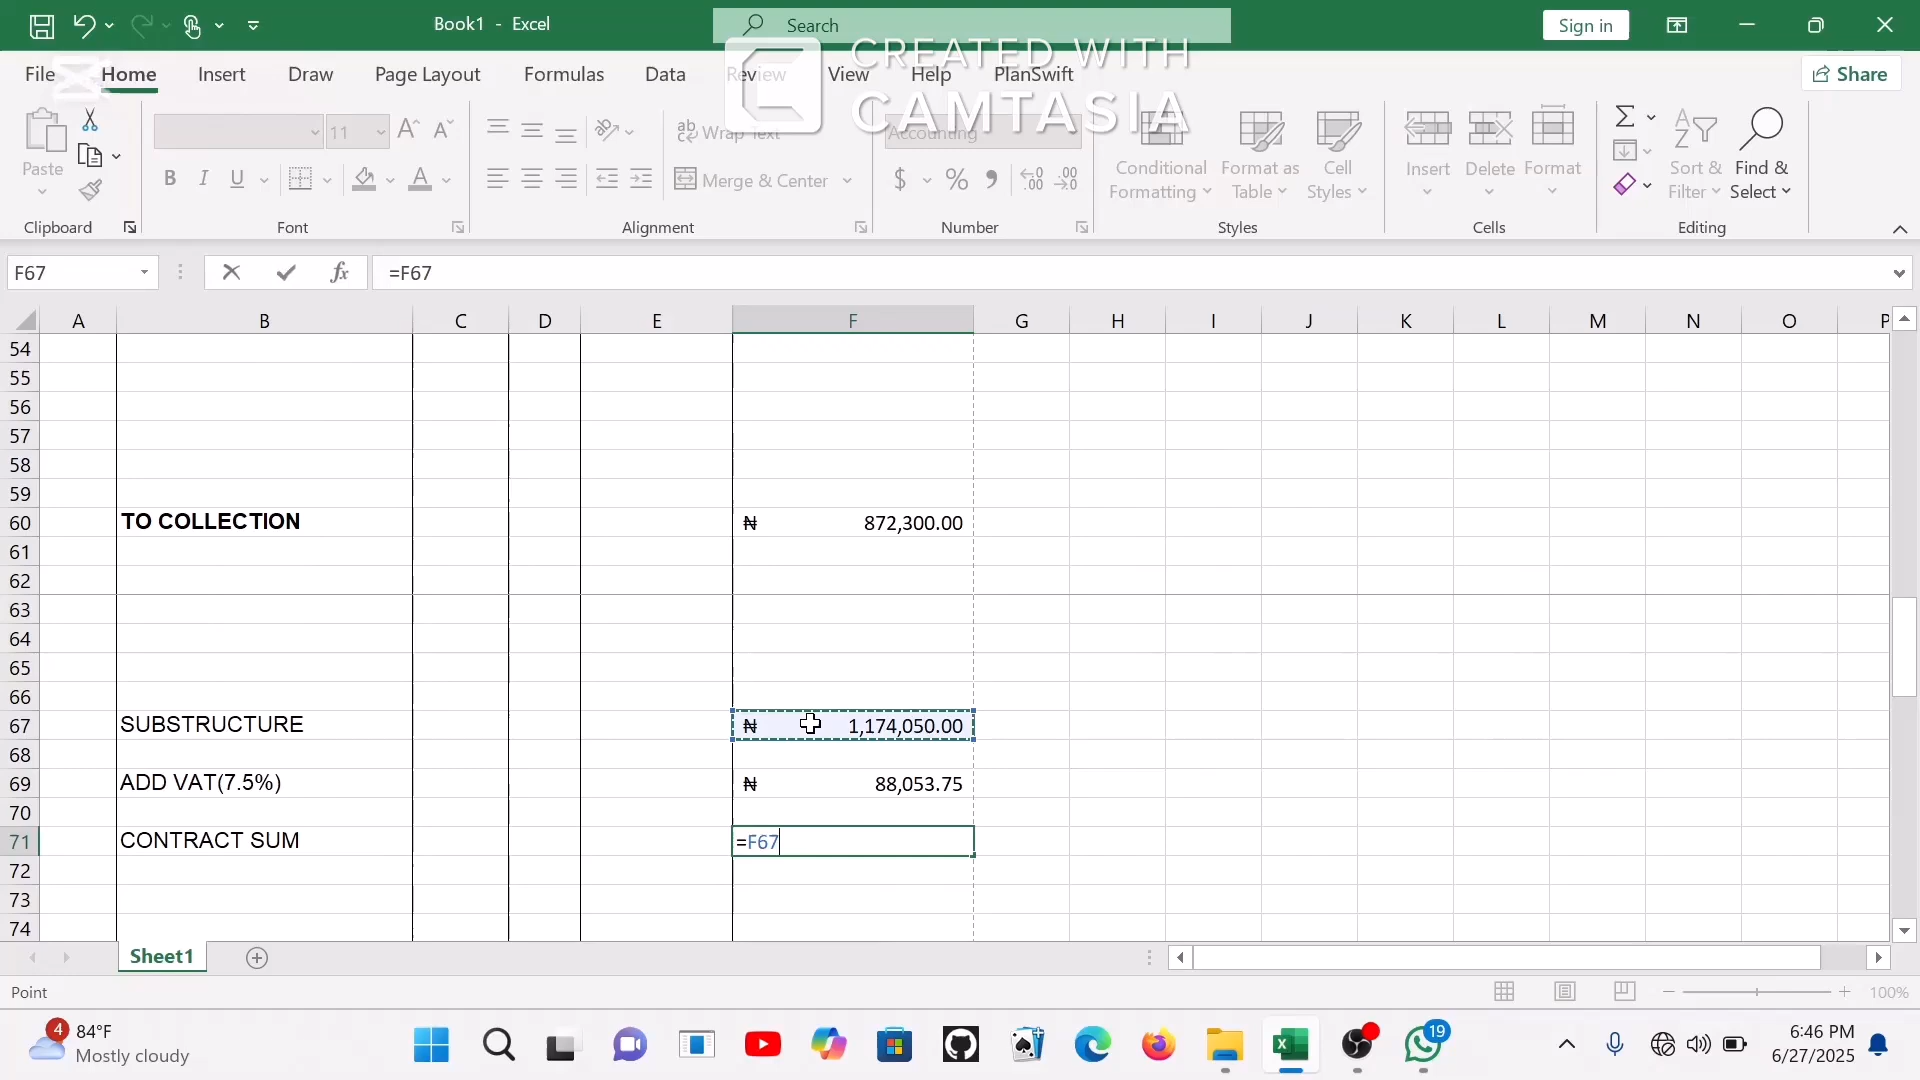 Book1 - Excel
Search
Sign in
File Home Insert Draw Page Layout Formulas Data Review View Help PlanSwift
Share
CREATED WITH
CAMTASIA
Paste
11
Wrap Text
Merge & Center
Accounting
Conditional Formatting
Format as Table
Cell Styles
Insert
Delete
Format
Sort & Filter
Find & Select
Clipboard Font Alignment Number Styles Cells Editing
F67 fx =F67
A B C D E F G H I J K L M N O P
54
55
56
57
58
59
60 TO COLLECTION ₦ 872,300.00
61
62
63
64
65
66
67 SUBSTRUCTURE ₦ 1,174,050.00
68
69 ADD VAT(7.5%) ₦ 88,053.75
70
71 CONTRACT SUM =F67
72
73
74
Sheet1
Point
100%
4
84°F
Mostly cloudy
19
6:46 PM
6/27/2025